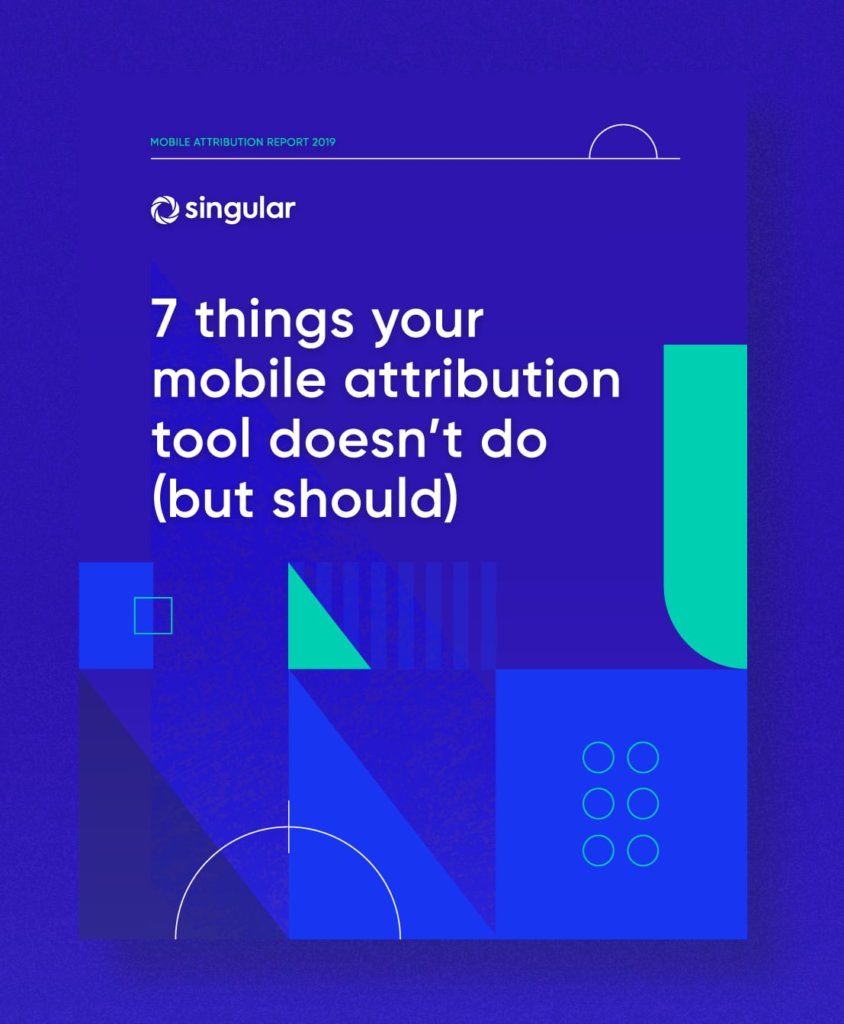 MOBILE ATTRIBUTION REPORT 2019
singular
7 things your
mobile attribution
tool doesn’t do
(but should)